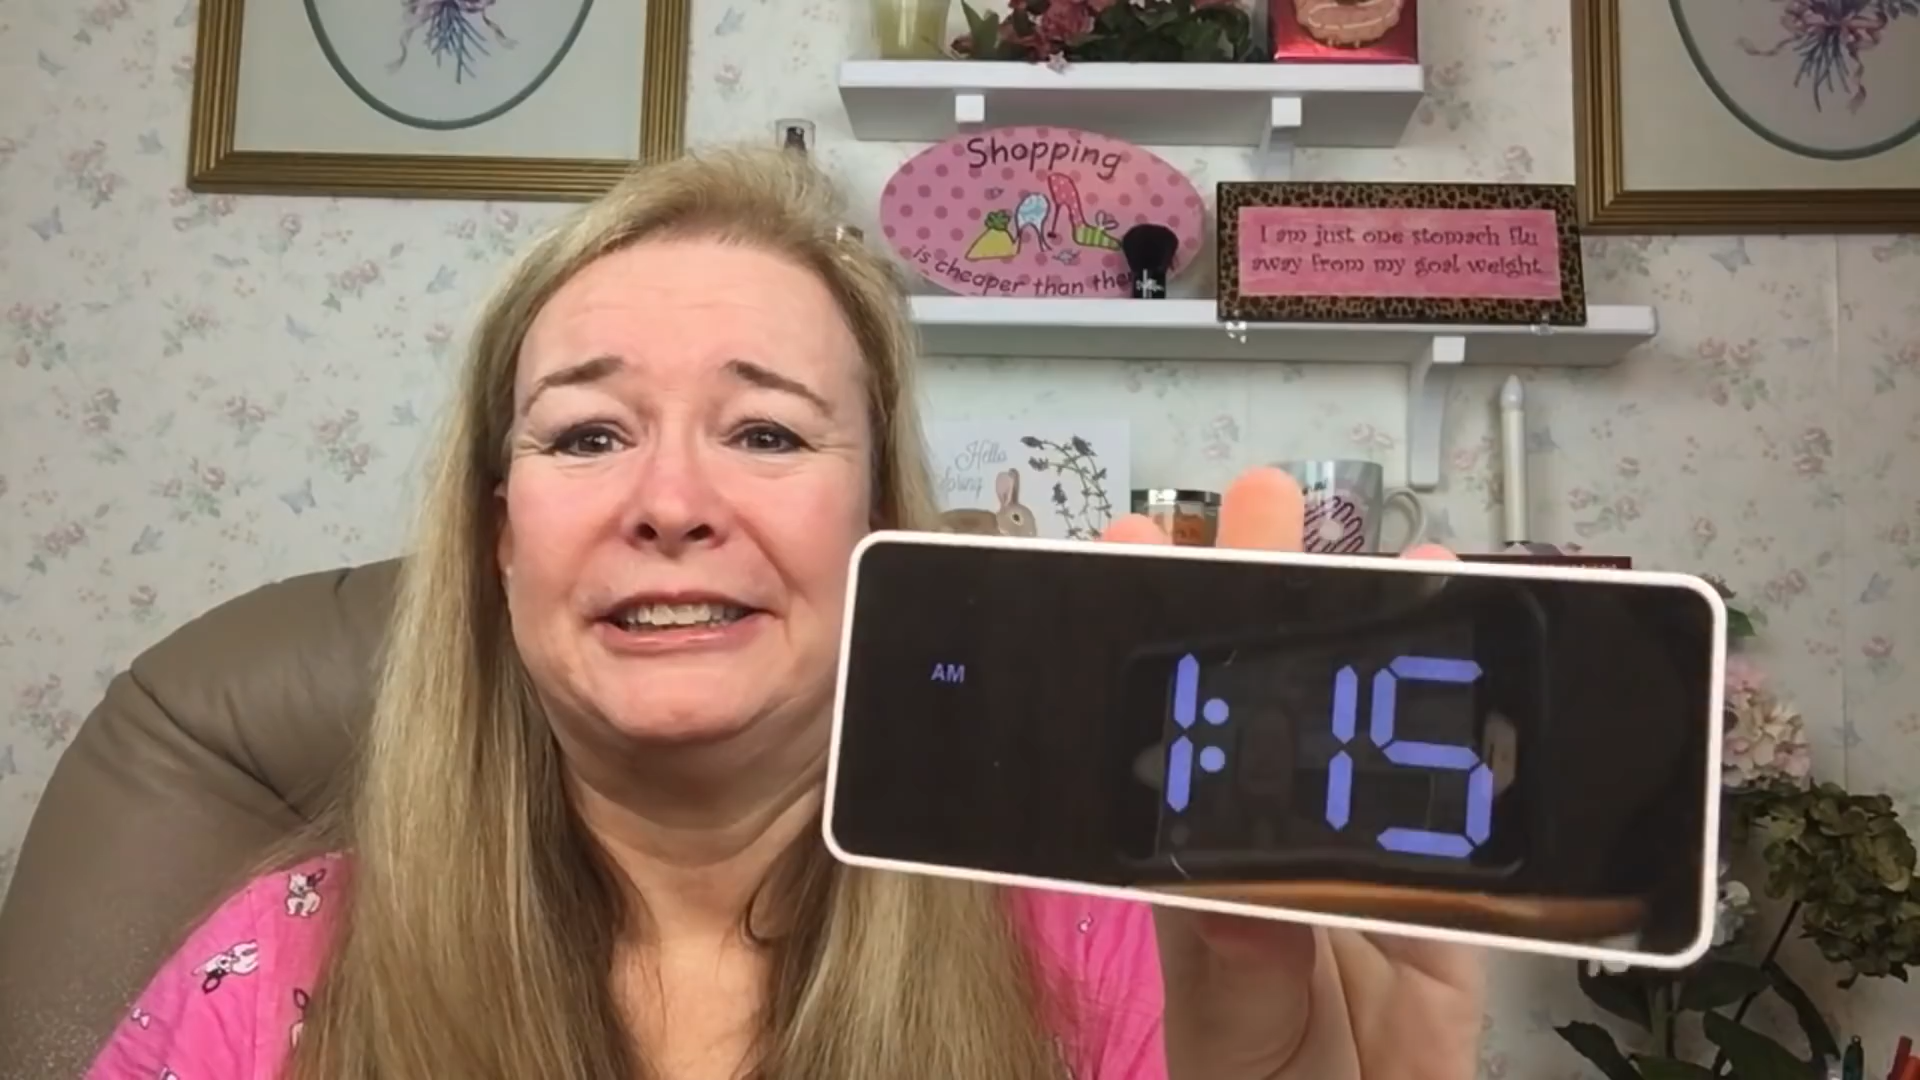 Shopping
is cheaper than the
I am just one stomach flu
away from my goal weight
Hello
Spring
AM
1:15